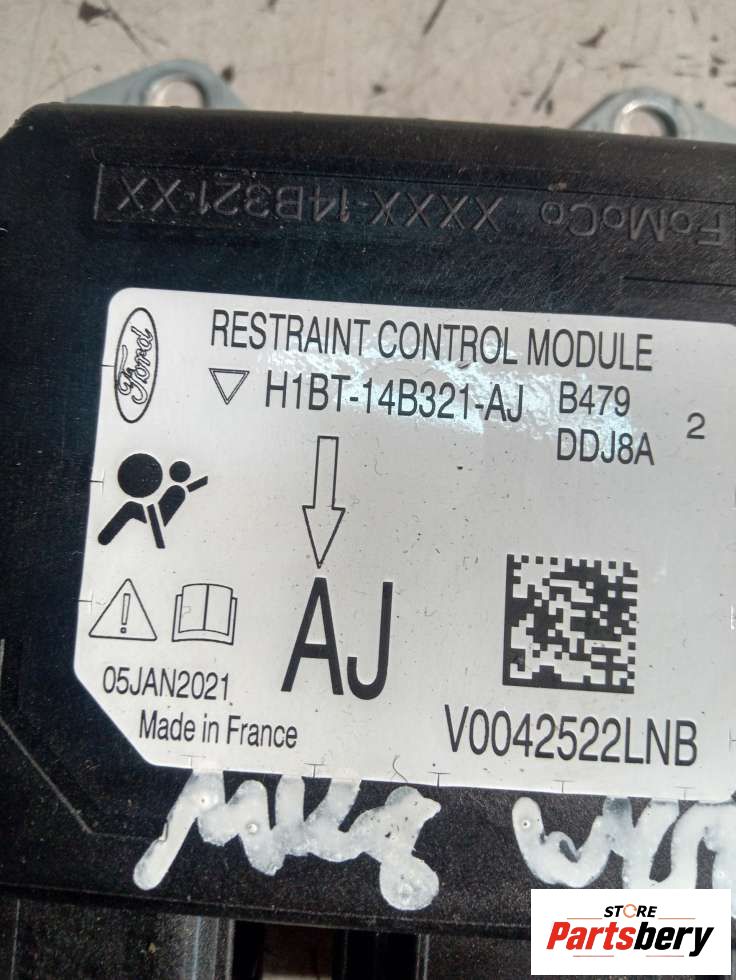 FoMoCo XXXX-14B321-XX
Ford
RESTRAINT CONTROL MODULE
H1BT-14B321-AJ B479
DDJ8A 2
AJ
05JAN2021
Made in France
V0042522LNB
STORE
Partsbery